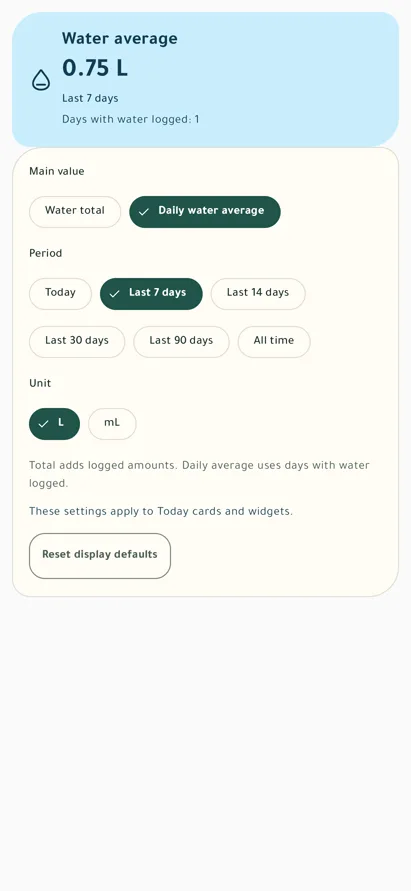 Water average
0.75 L
Last 7 days
Days with water logged: 1
Main value
Water total
Daily water average
Period
Today
Last 7 days
Last 14 days
Last 30 days
Last 90 days
All time
Unit
L
mL
Total adds logged amounts. Daily average uses days with water
logged.
These settings apply to Today cards and widgets.
Reset display defaults